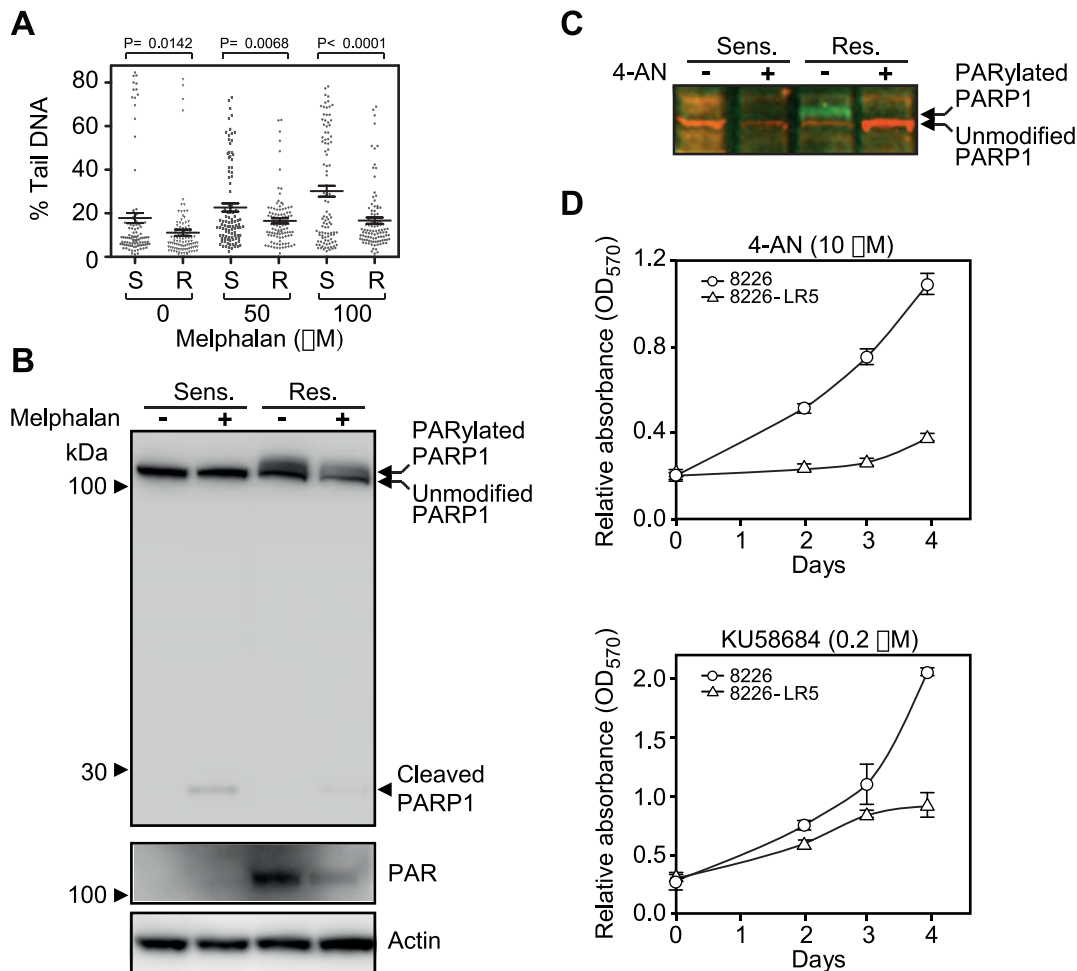 A
P= 0.0142 P= 0.0068 P< 0.0001
% Tail DNA
80
60
40
20
0
S R S R S R
0 50 100
Melphalan (▯M)
B
Sens. Res.
Melphalan - + - +
kDa
100
PARylated
PARP1
Unmodified
PARP1
30
Cleaved
PARP1
PAR
100
Actin
C
Sens. Res.
4-AN - + - +
PARylated
PARP1
Unmodified
PARP1
D
4-AN (10 ▯M)
Relative absorbance (OD570)
1.2
0.8
0.4
0.0
8226
8226-LR5
0 1 2 3 4
Days
KU58684 (0.2 ▯M)
Relative absorbance (OD570)
2.0
1.5
1.0
0.5
0.0
8226
8226-LR5
0 1 2 3 4
Days